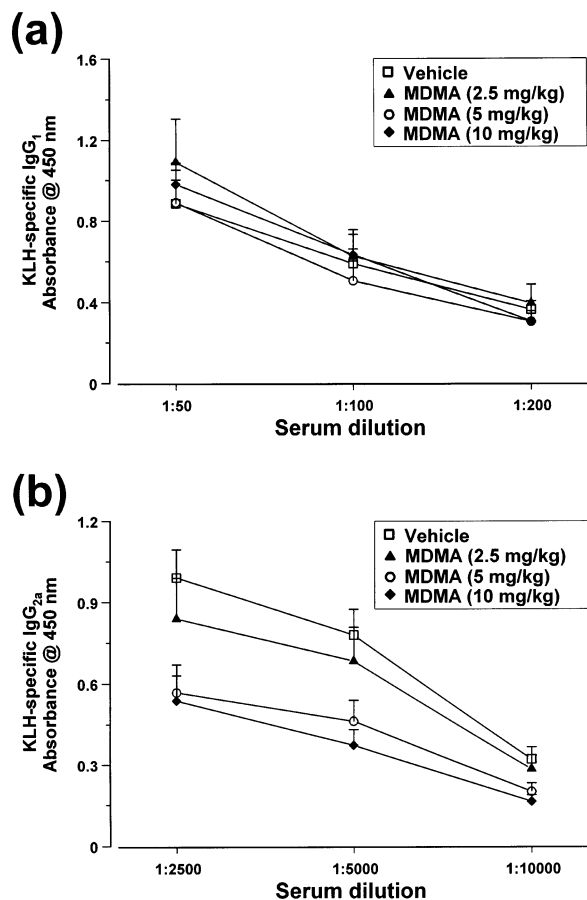 (a)
KLH-specific IgG1
Absorbance @ 450 nm
1.6
1.2
0.8
0.4
0
Vehicle
MDMA (2.5 mg/kg)
MDMA (5 mg/kg)
MDMA (10 mg/kg)
1:50 1:100 1:200
Serum dilution
(b)
KLH-specific IgG2a
Absorbance @ 450 nm
1.2
0.9
0.6
0.3
0
Vehicle
MDMA (2.5 mg/kg)
MDMA (5 mg/kg)
MDMA (10 mg/kg)
1:2500 1:5000 1:10000
Serum dilution